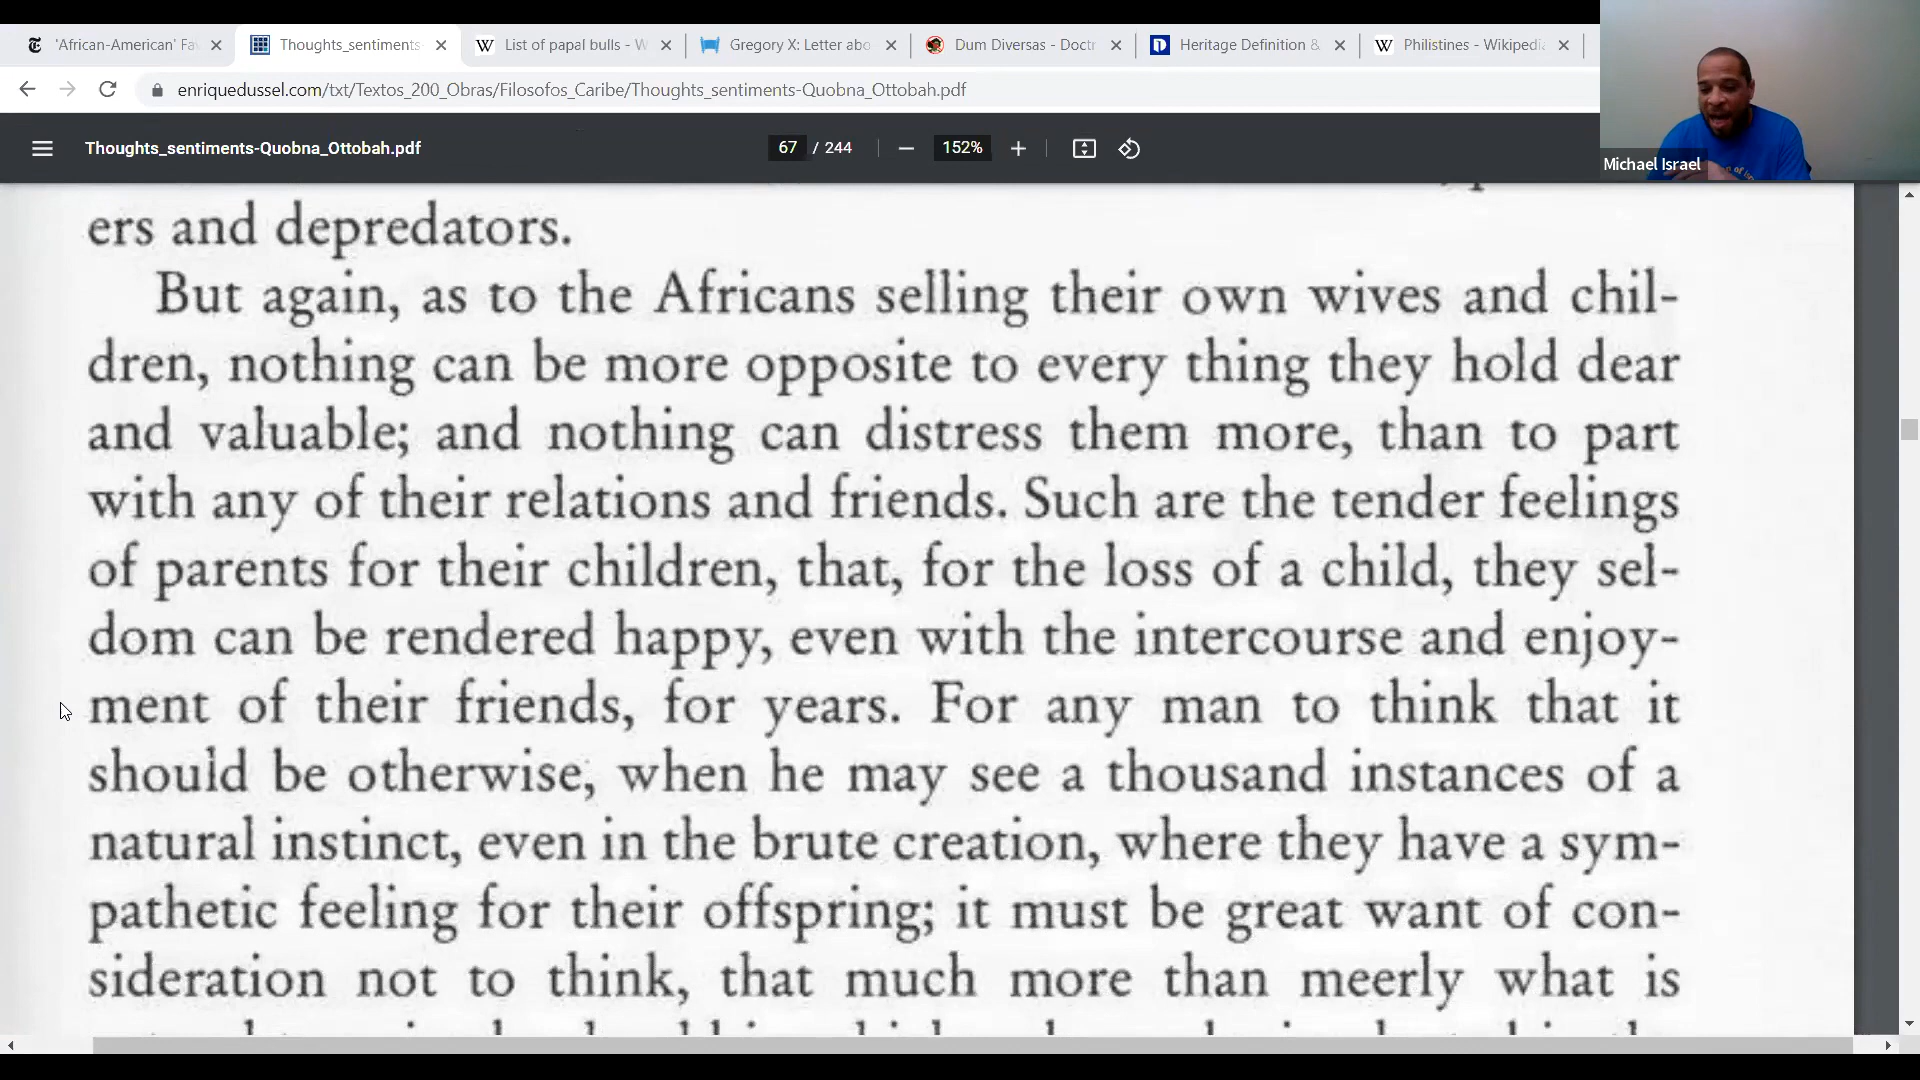 'African-American' Fa
Thoughts_sentiments-
List of papal bulls - W
Gregory X: Letter abo
Dum Diversas - Doctr
Heritage Definition &
Philistines - Wikipedi
enriquedussel.com/txt/Textos_200_Obras/Filosofos_Caribe/Thoughts_sentiments-Quobna_Ottobah.pdf
Thoughts_sentiments-Quobna_Ottobah.pdf
67 / 244
152%
Michael Israel
ers and depredators.
But again, as to the Africans selling their own wives and chil-
dren, nothing can be more opposite to every thing they hold dear
and valuable; and nothing can distress them more, than to part
with any of their relations and friends. Such are the tender feelings
of parents for their children, that, for the loss of a child, they sel-
dom can be rendered happy, even with the intercourse and enjoy-
ment of their friends, for years. For any man to think that it
should be otherwise, when he may see a thousand instances of a
natural instinct, even in the brute creation, where they have a sym-
pathetic feeling for their offspring; it must be great want of con-
sideration not to think, that much more than meerly what is